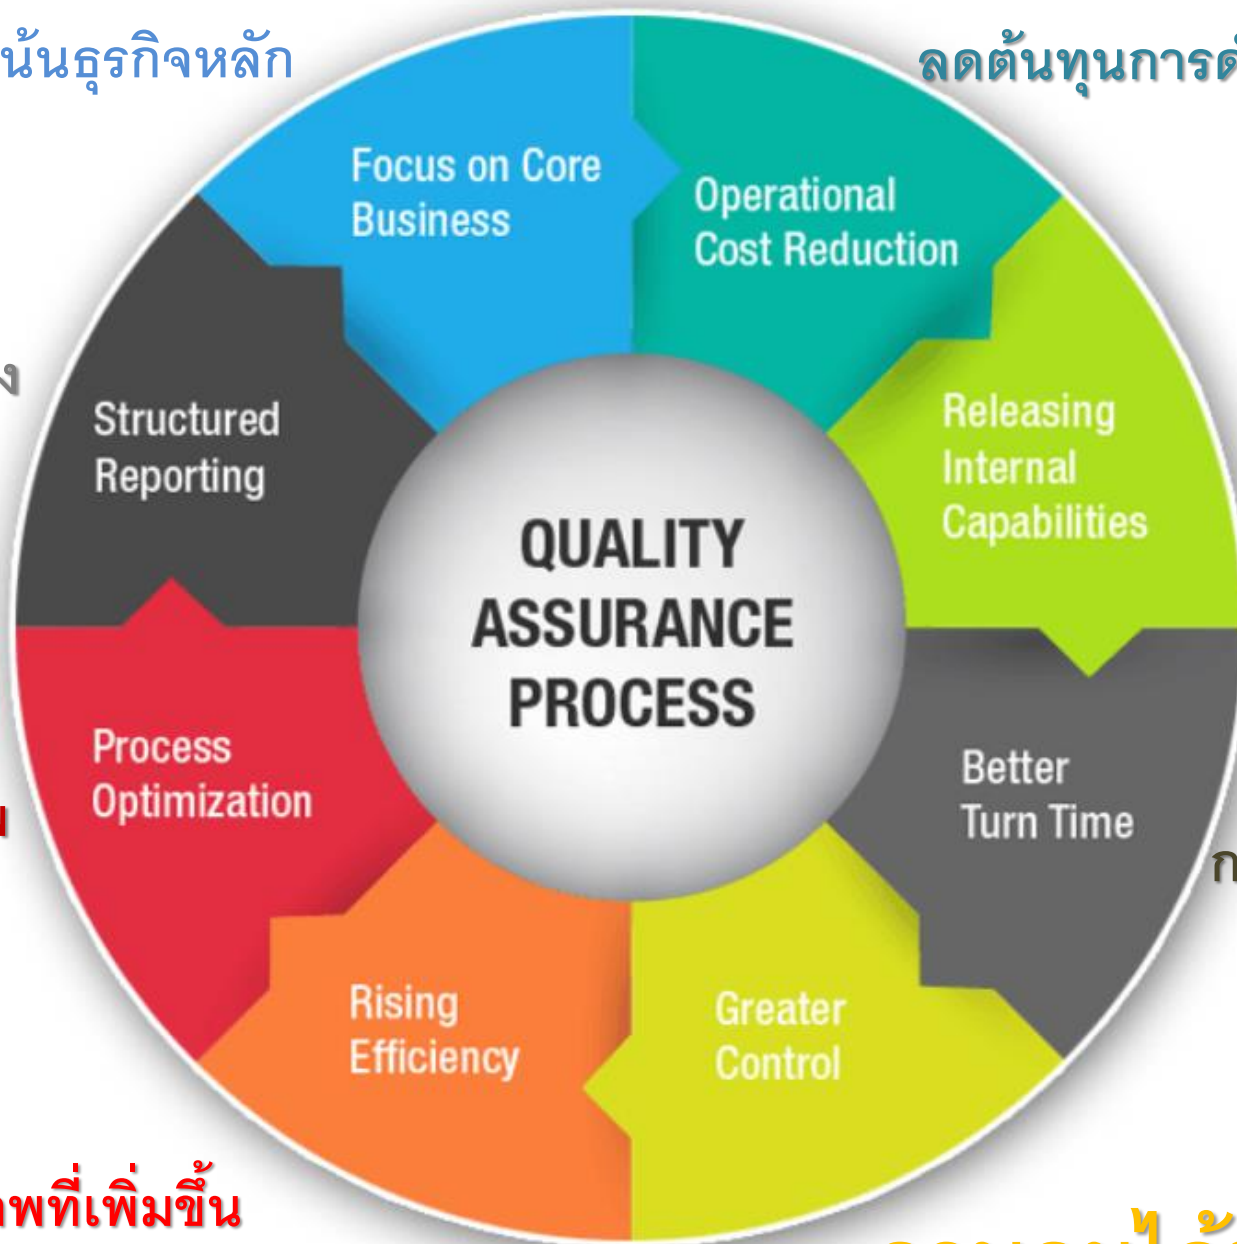 น้นธุรกิจหลัก
ลดต้นทุนการ
Focus on Core
Business
Operational
Cost Reduction
Structured
Reporting
Releasing
Internal
Capabilities
QUALITY
ASSURANCE
PROCESS
Process
Optimization
Better
Turn Time
Rising
Efficiency
Greater
Control
พที่เพิ่มขึ้น